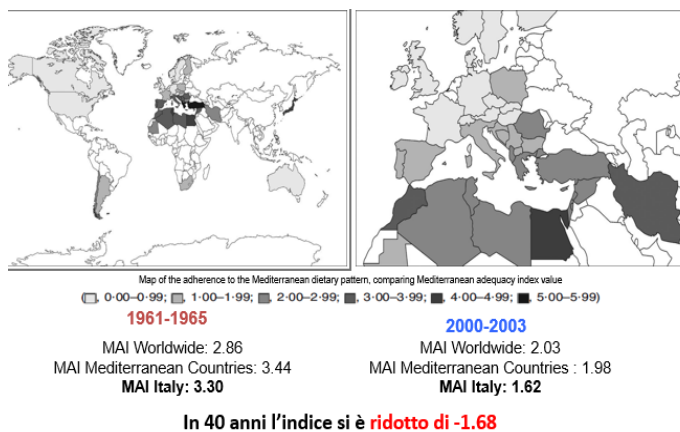 Map of the adherence to the Mediterranean dietary pattern, comparing Mediterranean adequacy index value
(, 0·00–0·99; , 1·00–1·99; , 2·00–2·99; , 3·00–3·99; , 4·00–4·99; , 5·00–5·99)
1961-1965
MAI Worldwide: 2.86
MAI Mediterranean Countries: 3.44
MAI Italy: 3.30
2000-2003
MAI Worldwide: 2.03
MAI Mediterranean Countries : 1.98
MAI Italy: 1.62
In 40 anni l’indice si è ridotto di -1.68